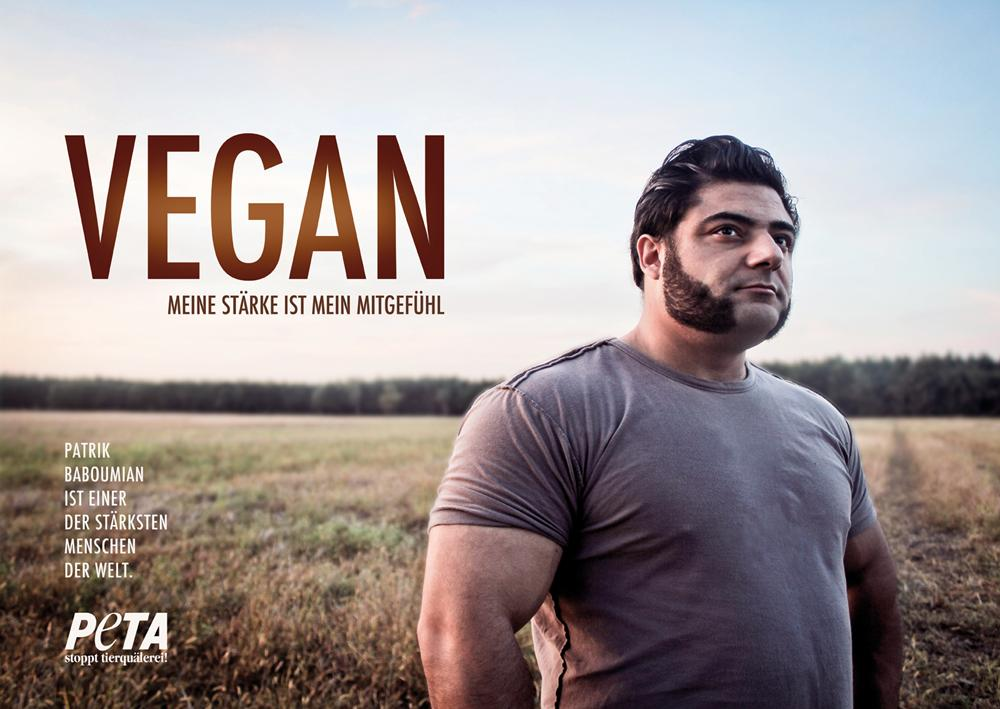 VEGAN
MEINE STÄRKE IST MEIN MITGEFÜHL
PATRIK
BABOUMIAN
IST EINER
DER STÄRKSTEN
MENSCHEN
DER WELT.
PeTA
stoppt tierquälerei!